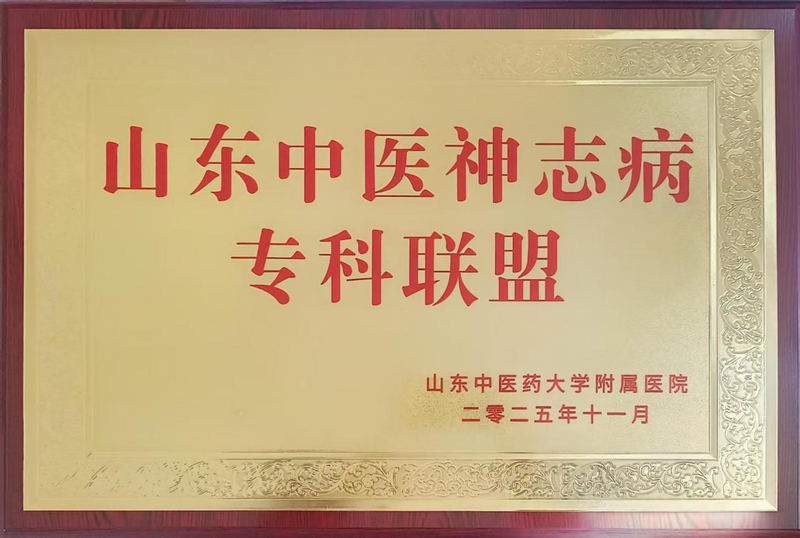 山东中医神志病
专科联盟
山东中医药大学附属医院
二零二五年十一月